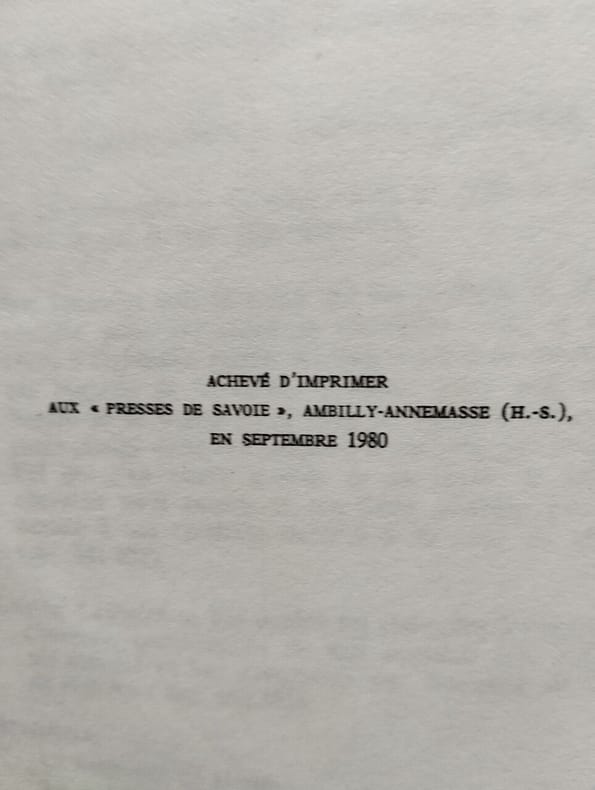 ACHEVÉ D'IMPRIMER
AUX « PRESSES DE SAVOIE », AMBILLY-ANNEMASSE (H.-S.),
EN SEPTEMBRE 1980